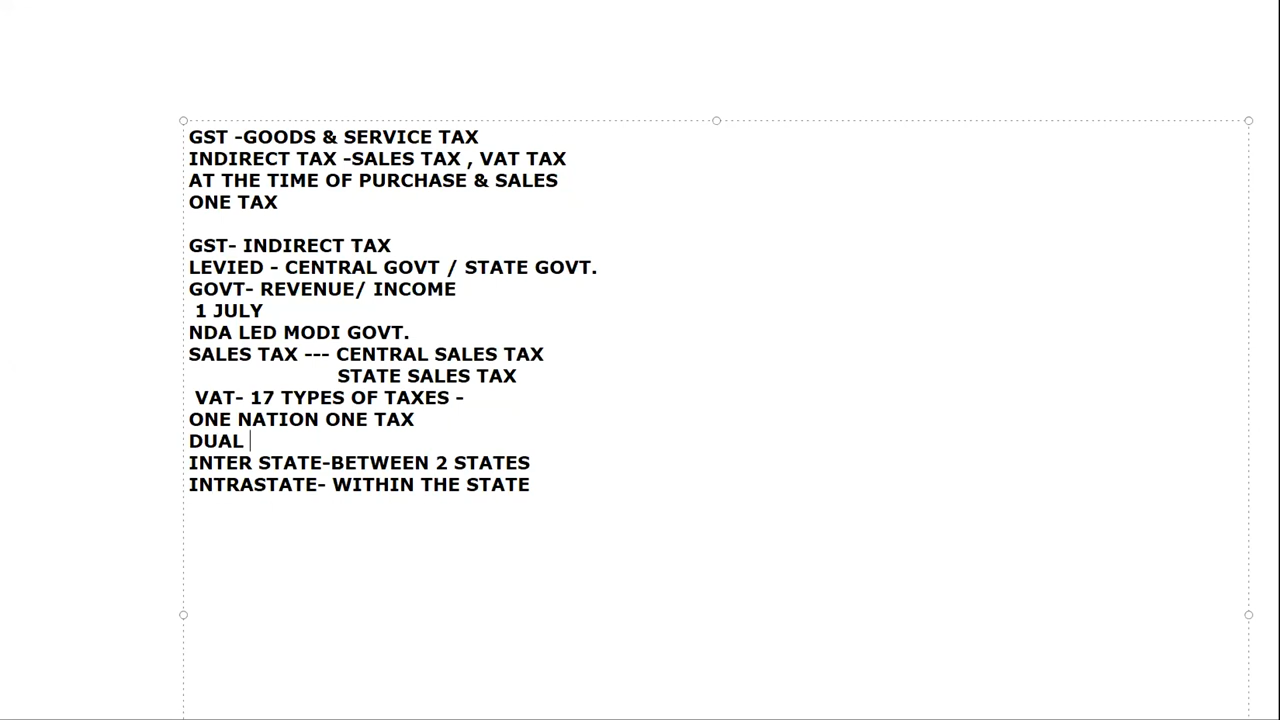 GST -GOODS & SERVICE TAX
INDIRECT TAX -SALES TAX , VAT TAX
AT THE TIME OF PURCHASE & SALES
ONE TAX
GST- INDIRECT TAX
LEVIED - CENTRAL GOVT / STATE GOVT.
GOVT- REVENUE/ INCOME
1 JULY
NDA LED MODI GOVT.
SALES TAX --- CENTRAL SALES TAX
STATE SALES TAX
VAT- 17 TYPES OF TAXES -
ONE NATION ONE TAX
DUAL
INTER STATE-BETWEEN 2 STATES
INTRASTATE- WITHIN THE STATE